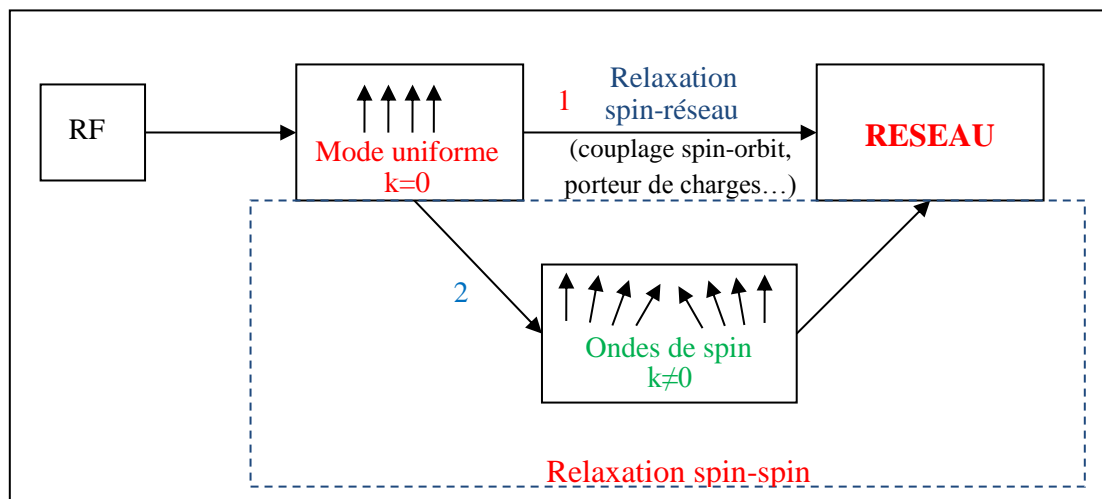 RF
Mode uniforme
k=0
1
Relaxation
spin-réseau
(couplage spin-orbit,
porteur de charges…)
RESEAU
2
Ondes de spin
k≠0
Relaxation spin-spin